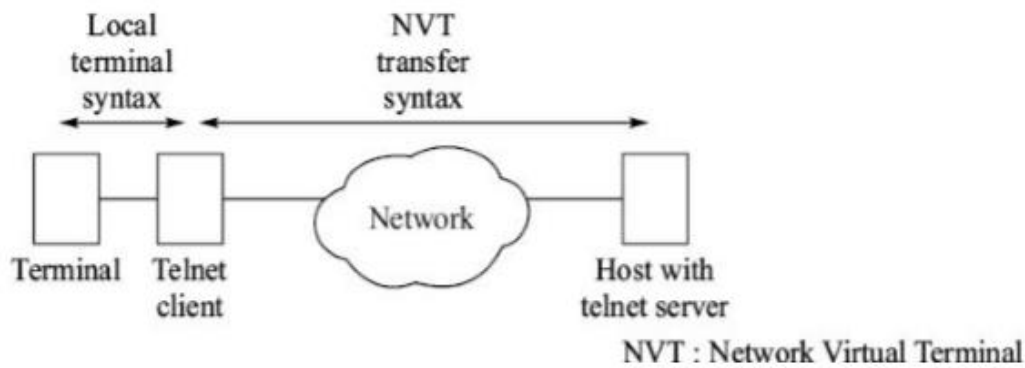 Local
terminal
syntax
NVT
transfer
syntax
Network
Terminal
Telnet
client
Host with
telnet server
NVT : Network Virtual Terminal